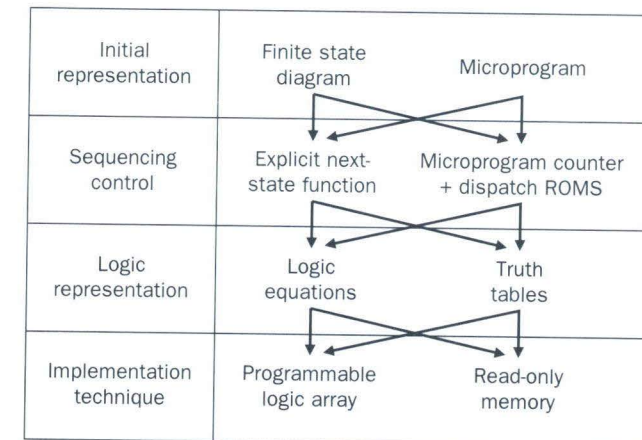 Initial
representation
Finite state
diagram
Microprogram
Sequencing
control
Explicit next-
state function
Microprogram counter
+ dispatch ROMS
Logic
representation
Logic
equations
Truth
tables
Implementation
technique
Programmable
logic array
Read-only
memory